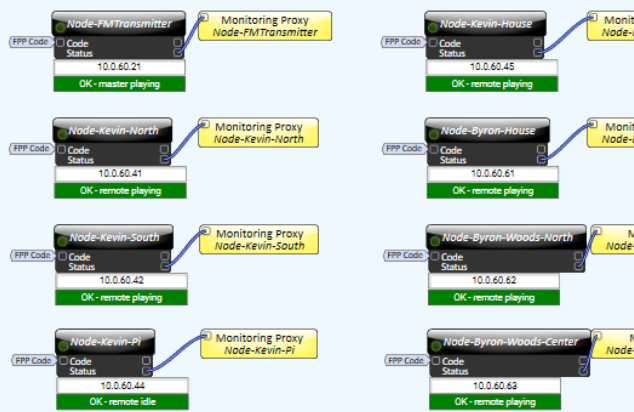 Node-FMTransmitter
FPP Code
Code
Status
10.0.60.21
OK - master playing
Monitoring Proxy
Node-FMTransmitter
Node-Kevin-House
FPP Code
Code
Status
10.0.60.45
OK - remote playing
Node-Kevin-North
FPP Code
Code
Status
10.0.60.41
OK - remote playing
Monitoring Proxy
Node-Kevin-North
Node-Byron-House
FPP Code
Code
Status
10.0.60.61
OK - remote playing
Node-Kevin-South
FPP Code
Code
Status
10.0.60.42
OK - remote playing
Monitoring Proxy
Node-Kevin-South
Node-Byron-Woods-North
FPP Code
Code
Status
10.0.60.62
OK - remote playing
Node-Kevin-Pi
FPP Code
Code
Status
10.0.60.44
OK - remote idle
Monitoring Proxy
Node-Kevin-Pi
Node-Byron-Woods-Center
FPP Code
Code
Status
10.0.60.63
OK - remote playing